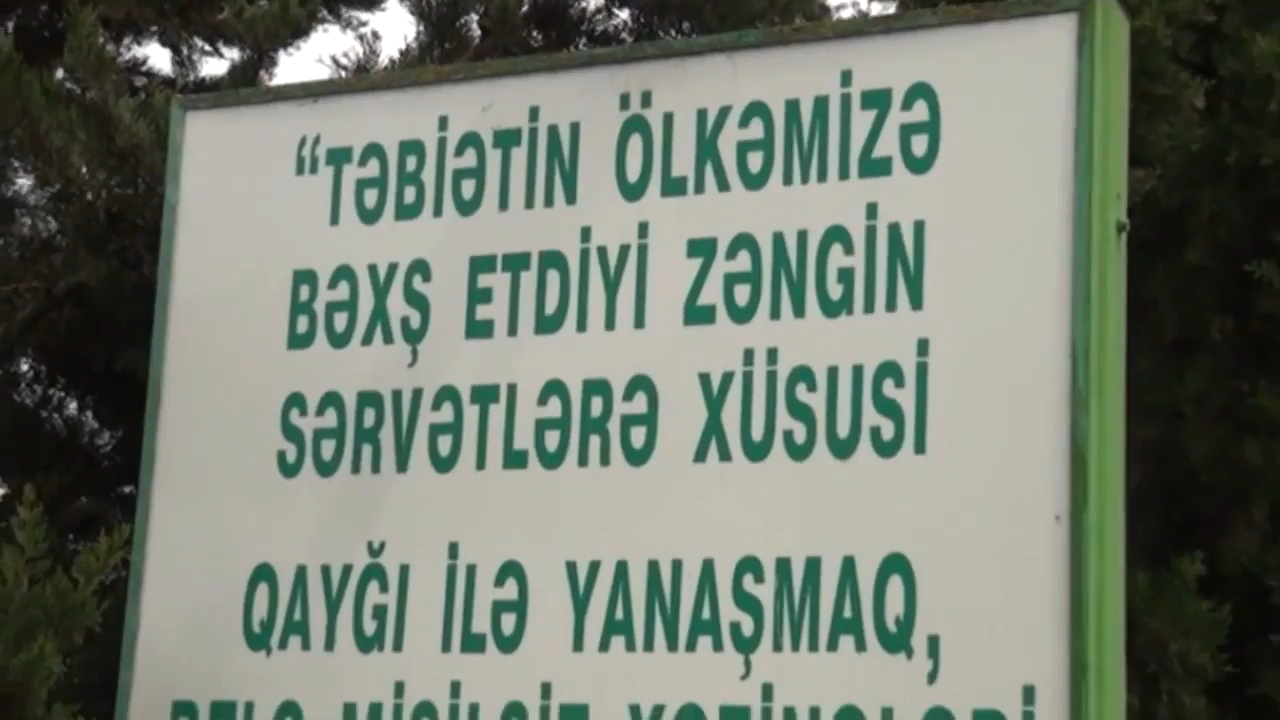 “TƏBİƏTİN ÖLKƏMİZƏ
BƏXŞ ETDİYİ ZƏNGİN
SƏRVƏTLƏRƏ XÜSUSİ
QAYĞI İLƏ YANAŞMAQ,